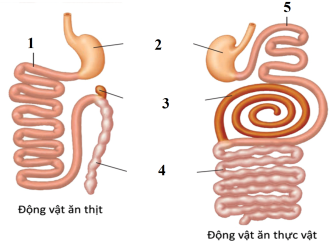 5
1
2
3
4
Động vật ăn thịt
Động vật ăn thực vật